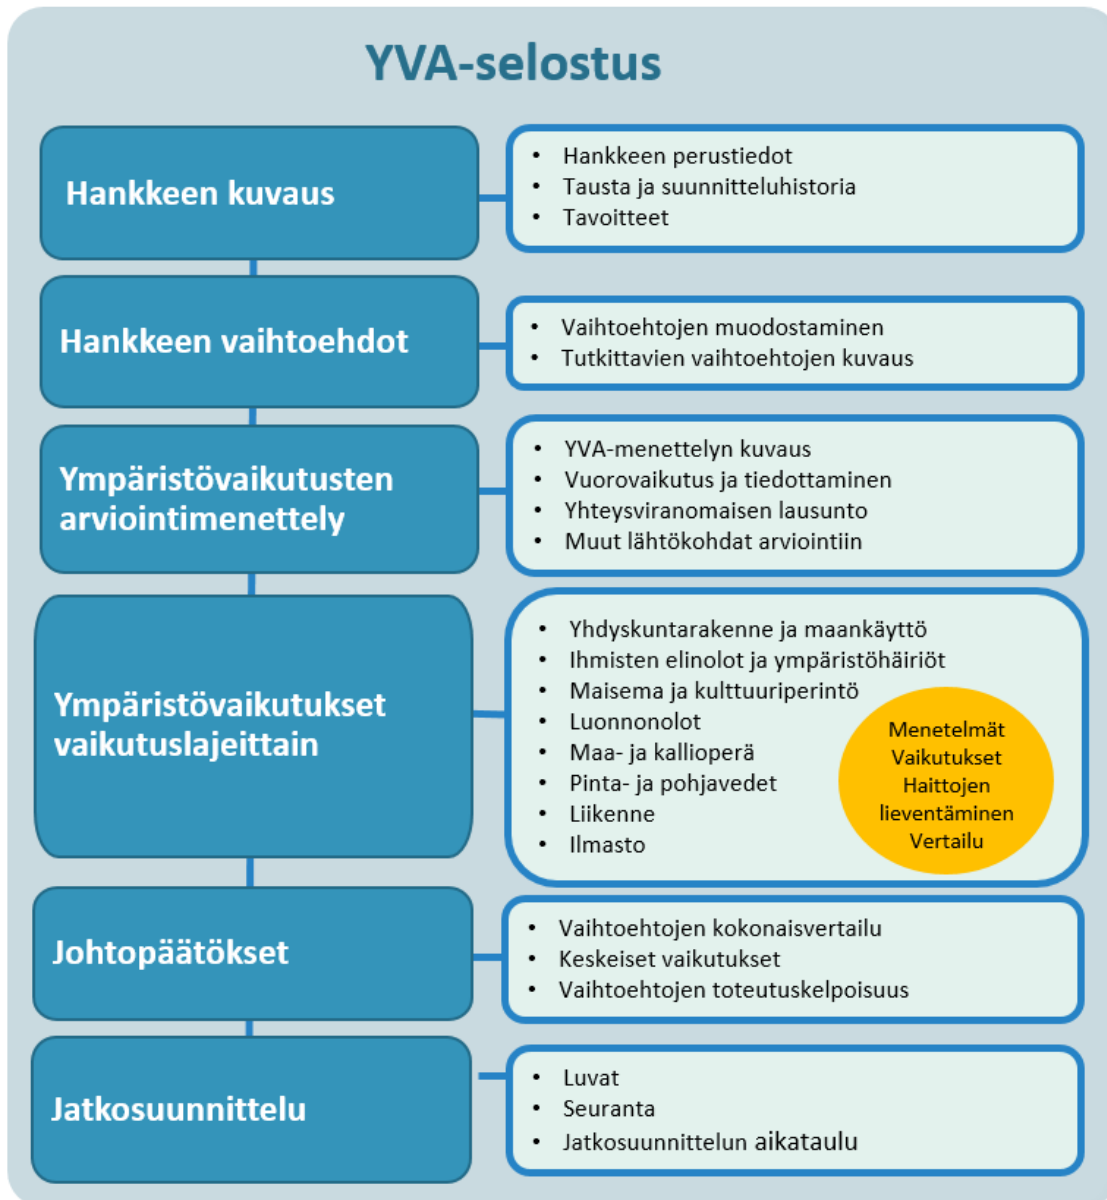 YVA-selostus
Hankkeen kuvaus
• Hankkeen perustiedot
• Tausta ja suunnitteluhistoria
• Tavoitteet
Hankkeen vaihtoehdot
• Vaihtoehtojen muodostaminen
• Tutkittavien vaihtoehtojen kuvaus
Ympäristövaikutusten
arviointimenettely
• YVA-menettelyn kuvaus
• Vuorovaikutus ja tiedottaminen
• Yhteysviranomaisen lausunto
• Muut lähtökohdat arviointiin
Ympäristövaikutukset
vaikutuslajeittain
• Yhdyskuntarakenne ja maankäyttö
• Ihmisten elinolot ja ympäristöhäiriöt
• Maisema ja kulttuuriperintö
• Luonnonolot
• Maa- ja kallioperä
• Pinta- ja pohjavedet
• Liikenne
• Ilmasto
Menetelmät
Vaikutukset
Haittojen
lieventäminen
Vertailu
Johtopäätökset
• Vaihtoehtojen kokonaisvertailu
• Keskeiset vaikutukset
• Vaihtoehtojen toteutuskelpoisuus
Jatkosuunnittelu
• Luvat
• Seuranta
• Jatkosuunnittelun aikataulu